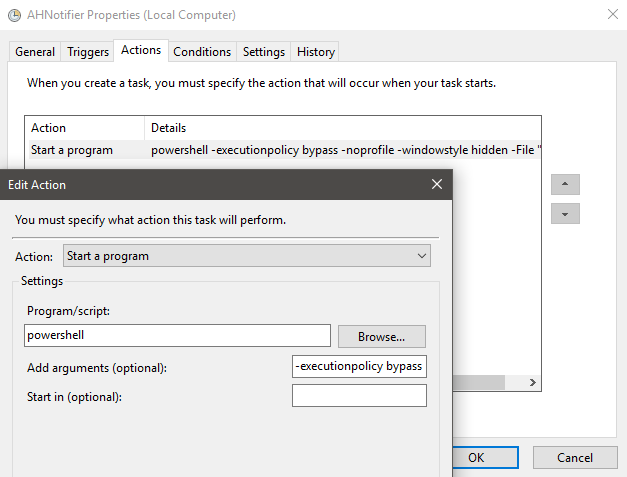 AHNotifier Properties (Local Computer)
General Triggers Actions Conditions Settings History
When you create a task, you must specify the action that will occur when your task starts.
Action Details
Start a program powershell -executionpolicy bypass -noprofile -windowstyle hidden -File "
Edit Action
You must specify what action this task will perform.
Action: Start a program
Settings
Program/script:
powershell Browse...
Add arguments (optional): -executionpolicy bypass
Start in (optional):
OK Cancel